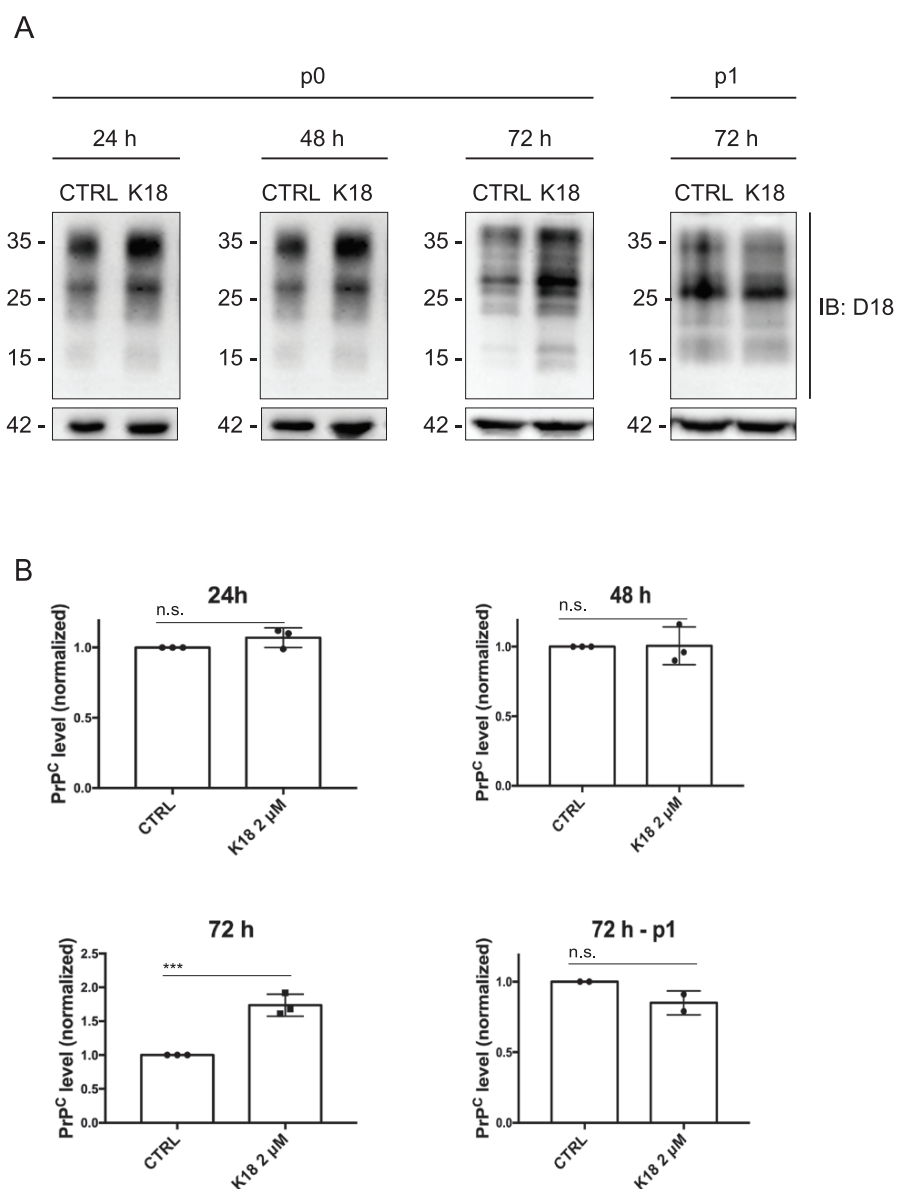 A
p0 p1
24 h 48 h 72 h 72 h
CTRL K18 CTRL K18 CTRL K18 CTRL K18
35 - 35 - 35 - 35 -
25 - 25 - 25 - 25 -
IB: D18
15 - 15 - 15 - 15 -
42 - 42 - 42 - 42 -
B
24h
n.s.
PrPC level (normalized)
1.0
0.5
0.0
CTRL
K18 2 µM
48 h
n.s.
PrPC level (normalized)
1.0
0.5
0.0
CTRL
K18 2 µM
72 h
***
PrPC level (normalized)
2.5
2.0
1.5
1.0
0.5
0.0
CTRL
K18 2 µM
72 h - p1
n.s.
PrPC level (normalized)
1.0
0.5
0.0
CTRL
K18 2 µM